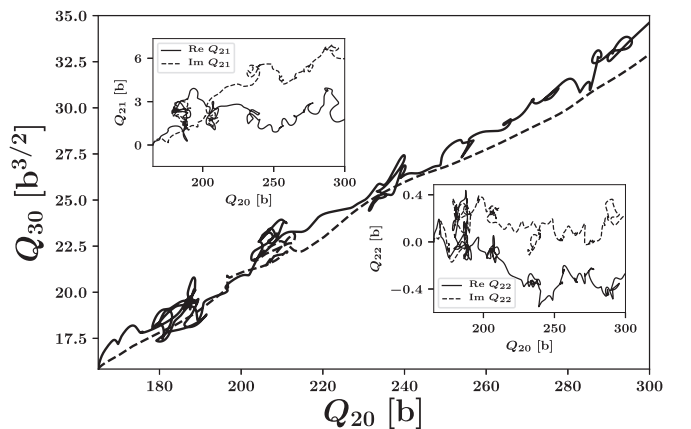 35.0
32.5
30.0
27.5
25.0
22.5
20.0
17.5
Q30 [b3/2]
180
200
220
240
260
280
300
Q20 [b]
Re Q21
Im Q21
6
3
0
Q21 [b]
200
250
300
Q20 [b]
0.4
0.0
−0.4
Q22 [b]
Re Q22
Im Q22
200
250
300
Q20 [b]